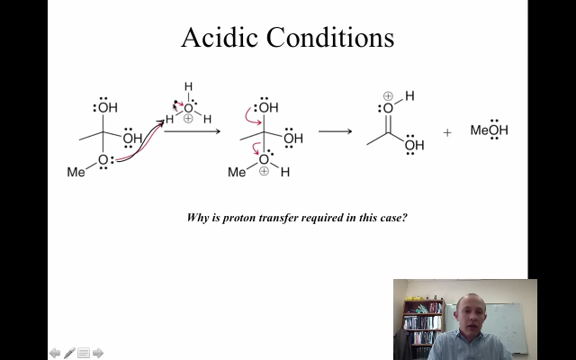 Acidic Conditions
:OH
OH
O:
Me
H
O
H
⊕
H
:OH
OH
O
Me
⊕
H
⊕
:O
H
OH
+
MeOH
Why is proton transfer required in this case?